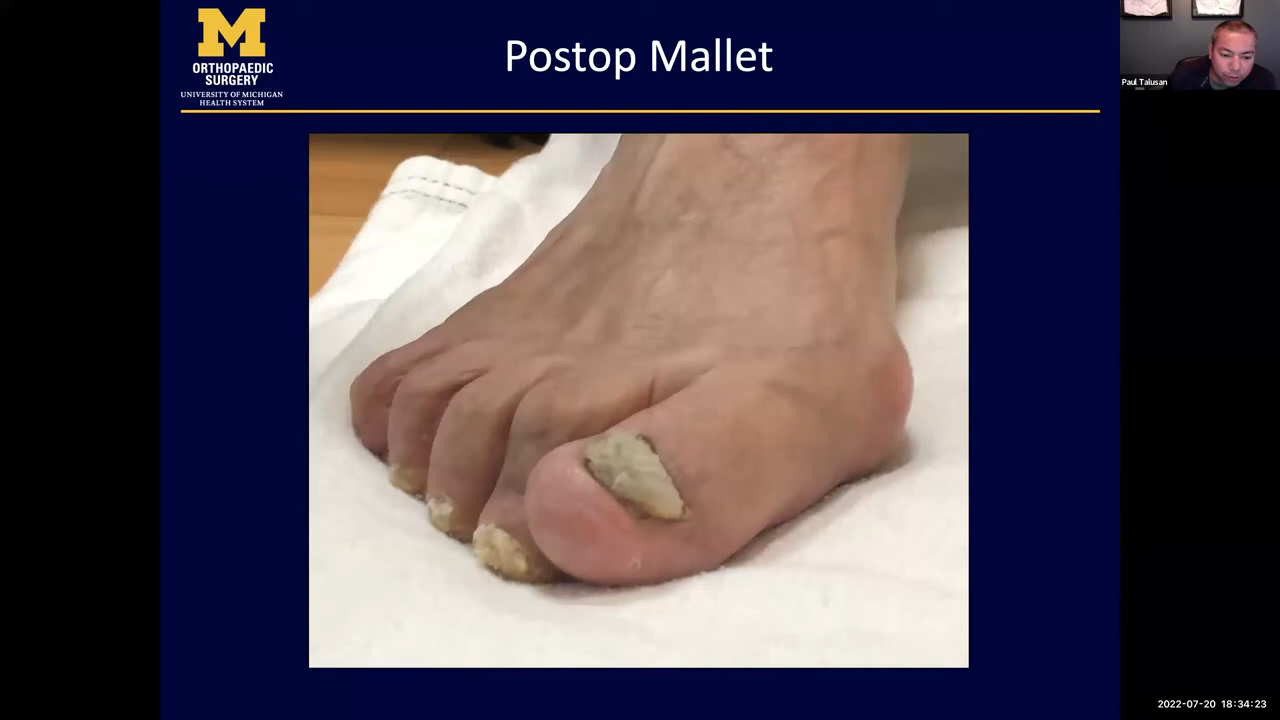 M
ORTHOPAEDIC
SURGERY
UNIVERSITY OF MICHIGAN
HEALTH SYSTEM
Postop Mallet
Paul Talusan
2022-07-20 18:34:23